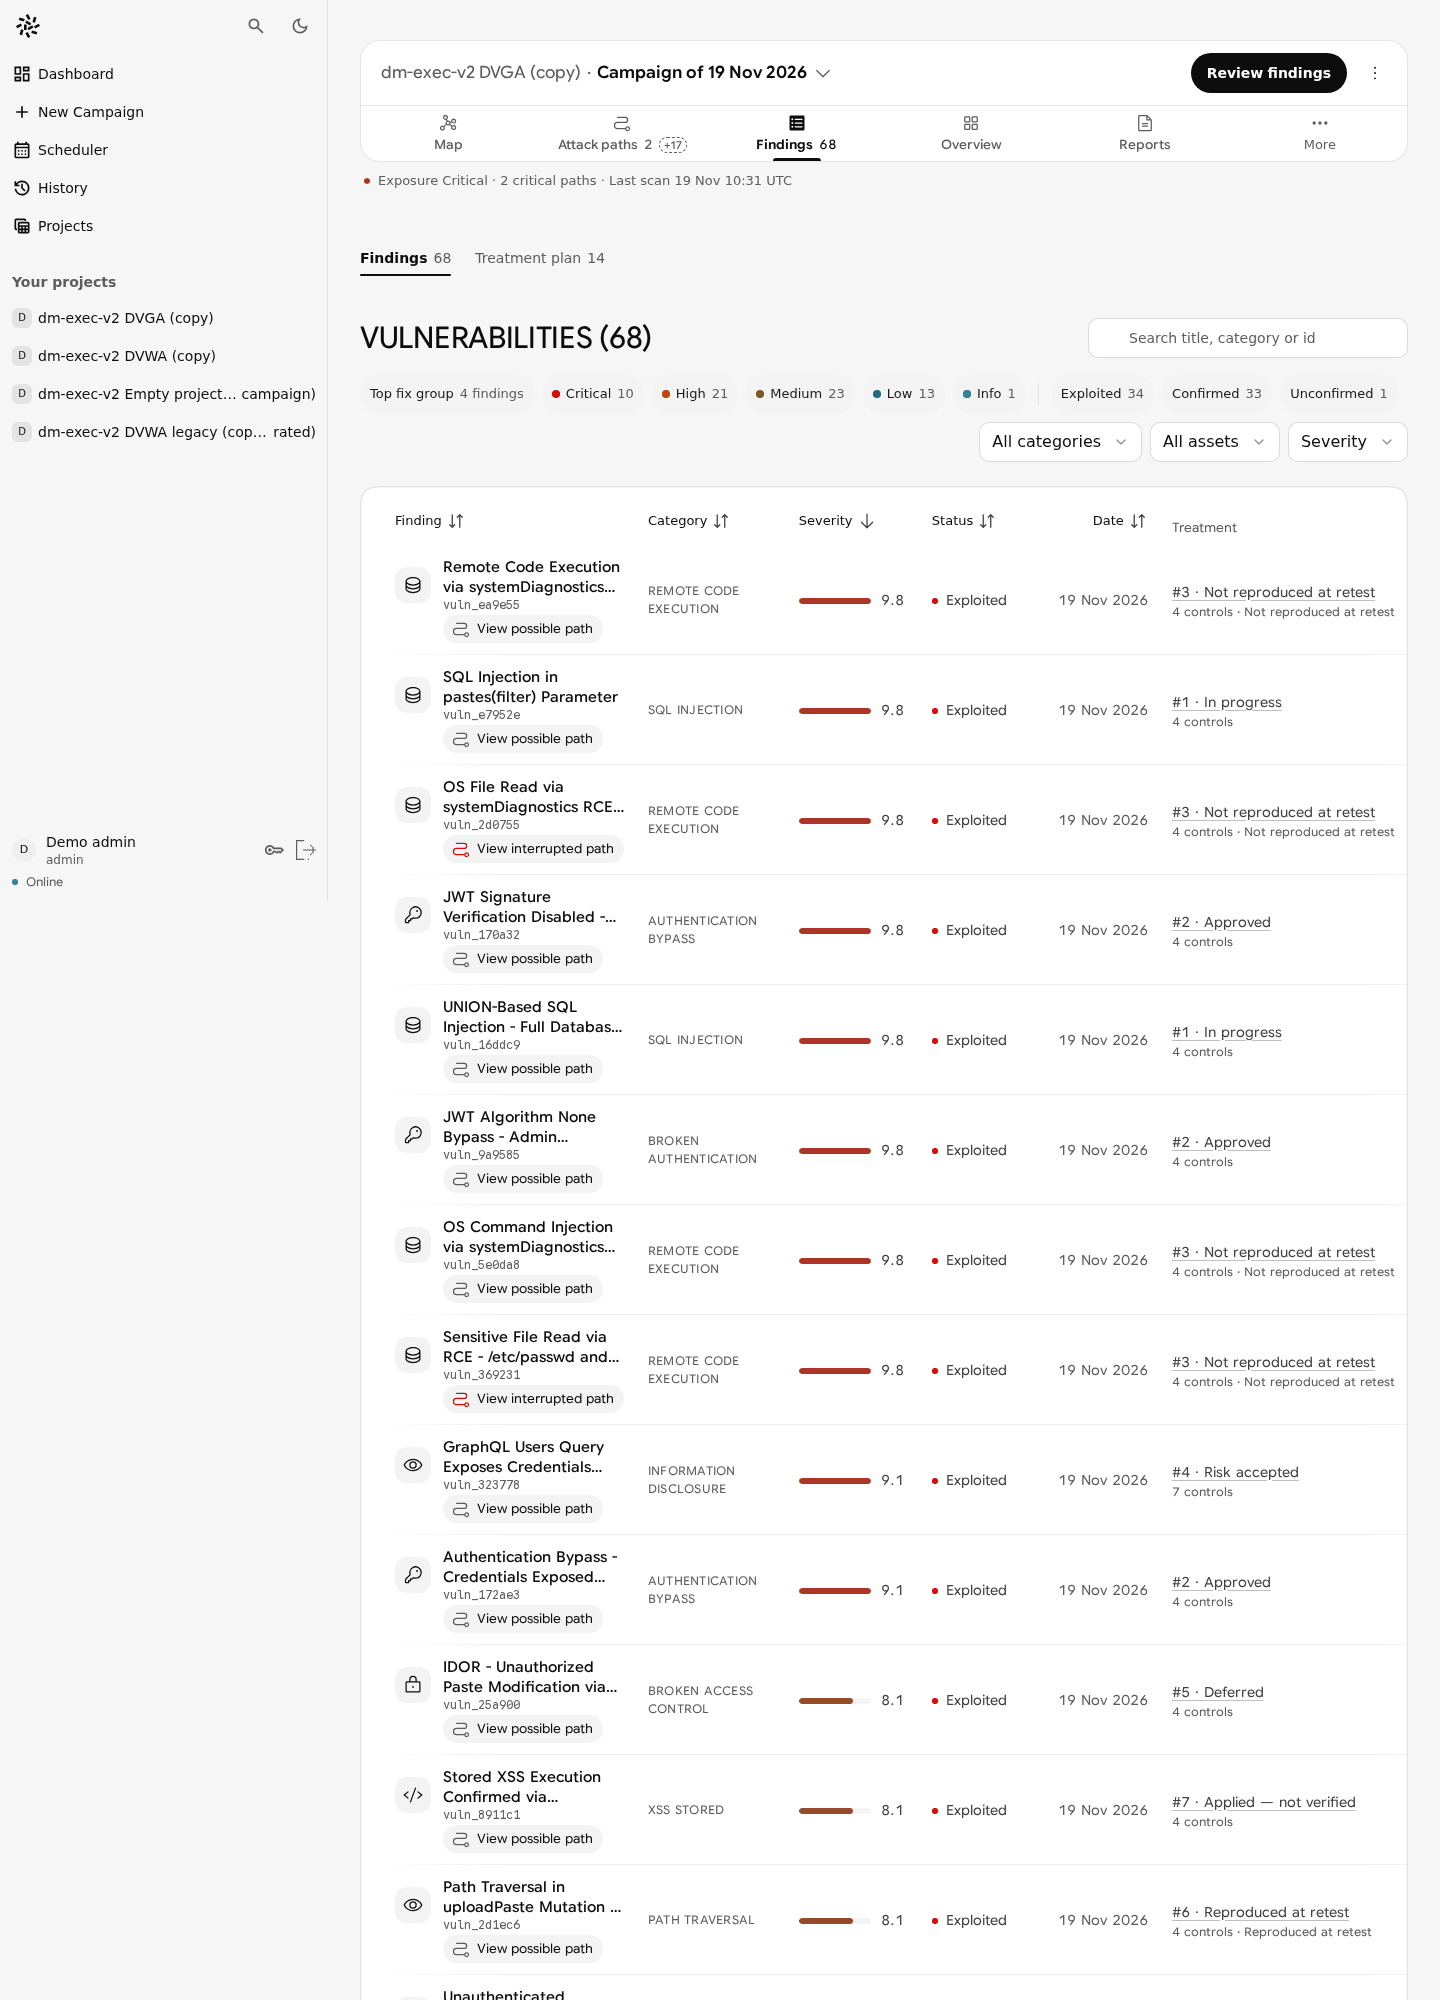 Dashboard
New Campaign
Scheduler
History
Projects
Your projects
D dm-exec-v2 DVGA (copy)
D dm-exec-v2 DVWA (copy)
D dm-exec-v2 Empty project… campaign)
D dm-exec-v2 DVWA legacy (cop… rated)
D Demo admin
admin
Online
dm-exec-v2 DVGA (copy) · Campaign of 19 Nov 2026
Review findings
Map
Attack paths 2 +17
Findings 68
Overview
Reports
More
Exposure Critical · 2 critical paths · Last scan 19 Nov 10:31 UTC
Findings 68 Treatment plan 14
VULNERABILITIES (68)
Search title, category or id
Top fix group 4 findings Critical 10 High 21 Medium 23 Low 13 Info 1 Exploited 34 Confirmed 33 Unconfirmed 1
All categories All assets Severity
Finding Category Severity Status Date Treatment
Remote Code Execution
via systemDiagnostics…
vuln_ea9e55
View possible path
REMOTE CODE
EXECUTION
9.8 Exploited 19 Nov 2026
#3 · Not reproduced at retest
4 controls · Not reproduced at retest
SQL Injection in
pastes(filter) Parameter
vuln_e7952e
View possible path
SQL INJECTION
9.8 Exploited 19 Nov 2026
#1 · In progress
4 controls
OS File Read via
systemDiagnostics RCE…
vuln_2d0755
View interrupted path
REMOTE CODE
EXECUTION
9.8 Exploited 19 Nov 2026
#3 · Not reproduced at retest
4 controls · Not reproduced at retest
JWT Signature
Verification Disabled -…
vuln_170a32
View possible path
AUTHENTICATION
BYPASS
9.8 Exploited 19 Nov 2026
#2 · Approved
4 controls
UNION-Based SQL
Injection - Full Databas…
vuln_16ddc9
View possible path
SQL INJECTION
9.8 Exploited 19 Nov 2026
#1 · In progress
4 controls
JWT Algorithm None
Bypass - Admin…
vuln_9a9585
View possible path
BROKEN
AUTHENTICATION
9.8 Exploited 19 Nov 2026
#2 · Approved
4 controls
OS Command Injection
via systemDiagnostics…
vuln_5e0da8
View possible path
REMOTE CODE
EXECUTION
9.8 Exploited 19 Nov 2026
#3 · Not reproduced at retest
4 controls · Not reproduced at retest
Sensitive File Read via
RCE - /etc/passwd and…
vuln_369231
View interrupted path
REMOTE CODE
EXECUTION
9.8 Exploited 19 Nov 2026
#3 · Not reproduced at retest
4 controls · Not reproduced at retest
GraphQL Users Query
Exposes Credentials…
vuln_323778
View possible path
INFORMATION
DISCLOSURE
9.1 Exploited 19 Nov 2026
#4 · Risk accepted
7 controls
Authentication Bypass -
Credentials Exposed…
vuln_172ae3
View possible path
AUTHENTICATION
BYPASS
9.1 Exploited 19 Nov 2026
#2 · Approved
4 controls
IDOR - Unauthorized
Paste Modification via…
vuln_25a900
View possible path
BROKEN ACCESS
CONTROL
8.1 Exploited 19 Nov 2026
#5 · Deferred
4 controls
Stored XSS Execution
Confirmed via…
vuln_8911c1
View possible path
XSS STORED
8.1 Exploited 19 Nov 2026
#7 · Applied — not verified
4 controls
Path Traversal in
uploadPaste Mutation …
vuln_2d1ec6
View possible path
PATH TRAVERSAL
8.1 Exploited 19 Nov 2026
#6 · Reproduced at retest
4 controls · Reproduced at retest
Unauthenticated